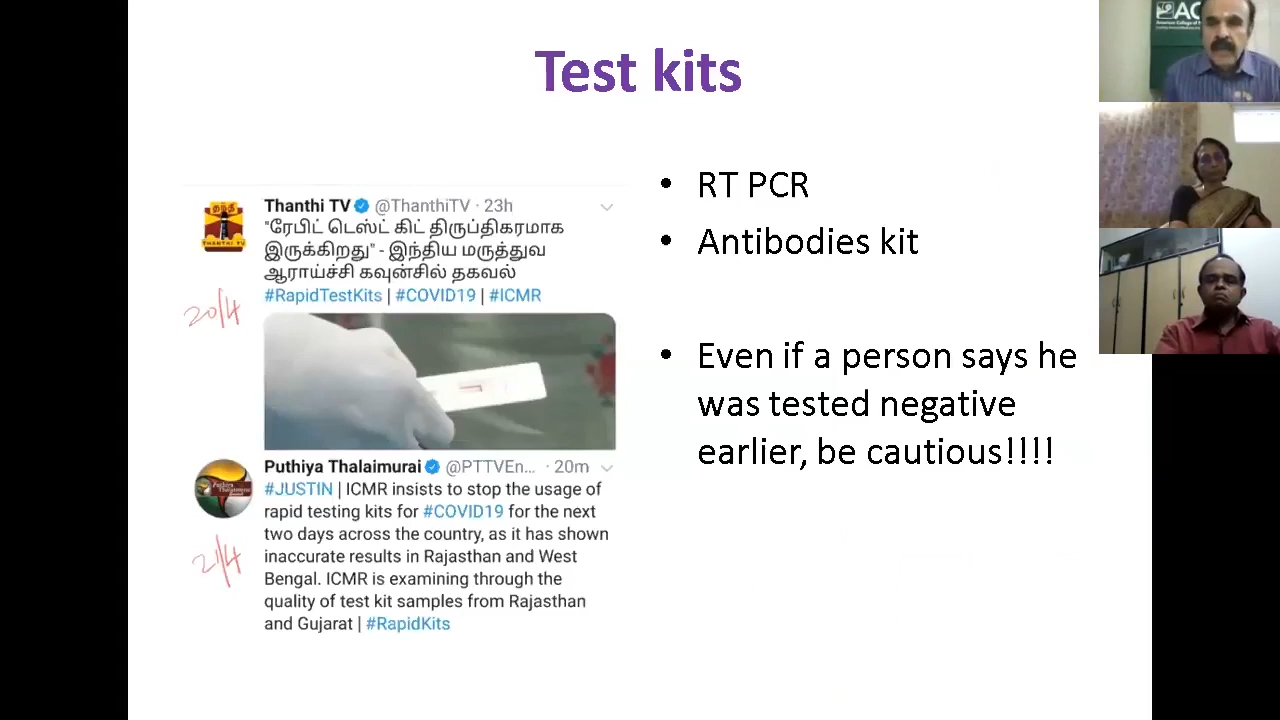 Test kits
Thanthi TV @ThanthiTV · 23h
"ரேபிட் டெஸ்ட் கிட் திருப்திகரமாக
இருக்கிறது" - இந்திய மருத்துவ
ஆராய்ச்சி கவுன்சில் தகவல்
#RapidTestKits | #COVID19 | #ICMR
20/4
Puthiya Thalaimurai @PTTVEn... · 20m
#JUSTIN | ICMR insists to stop the usage of
rapid testing kits for #COVID19 for the next
two days across the country, as it has shown
inaccurate results in Rajasthan and West
Bengal. ICMR is examining through the
quality of test kit samples from Rajasthan
and Gujarat | #RapidKits
21/4
• RT PCR
• Antibodies kit
• Even if a person says he
was tested negative
earlier, be cautious!!!!
தந்தி
THANTHI TV
AC